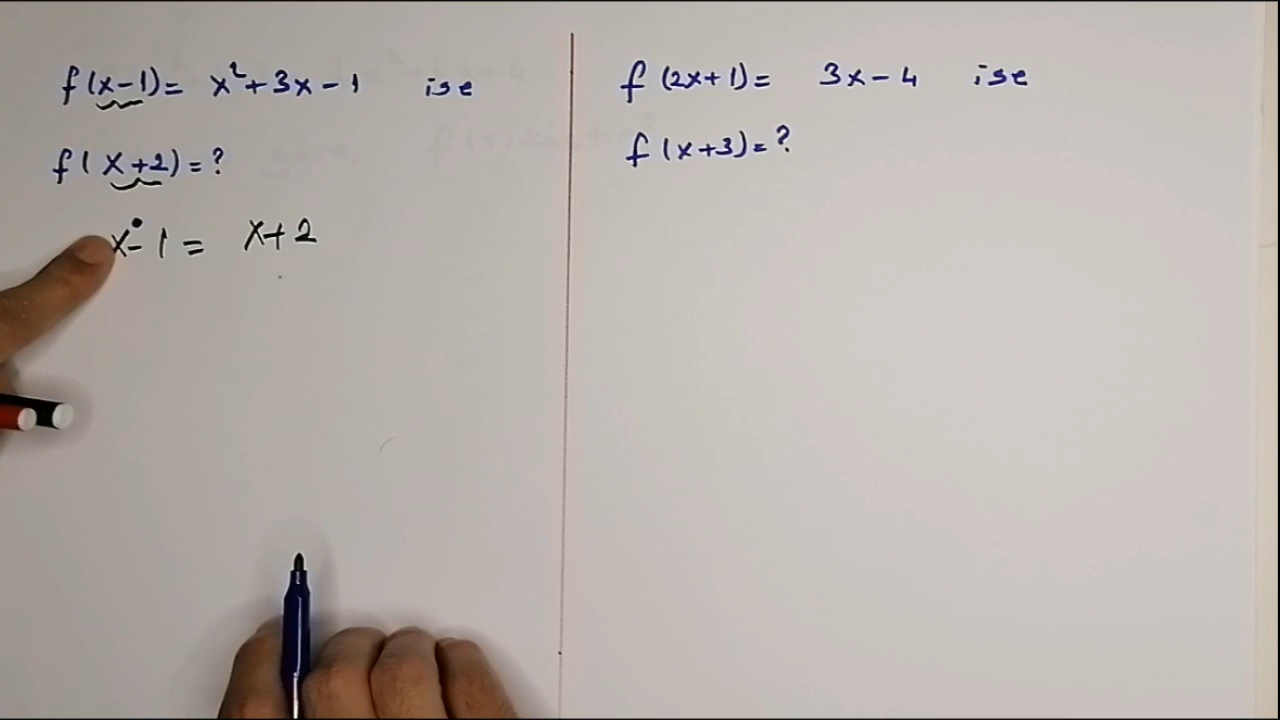 f(x-1)= x²+3x-1 ise
f(x+2)=?
x-1= x+2
f(2x+1)= 3x-4 ise
f(x+3)=?